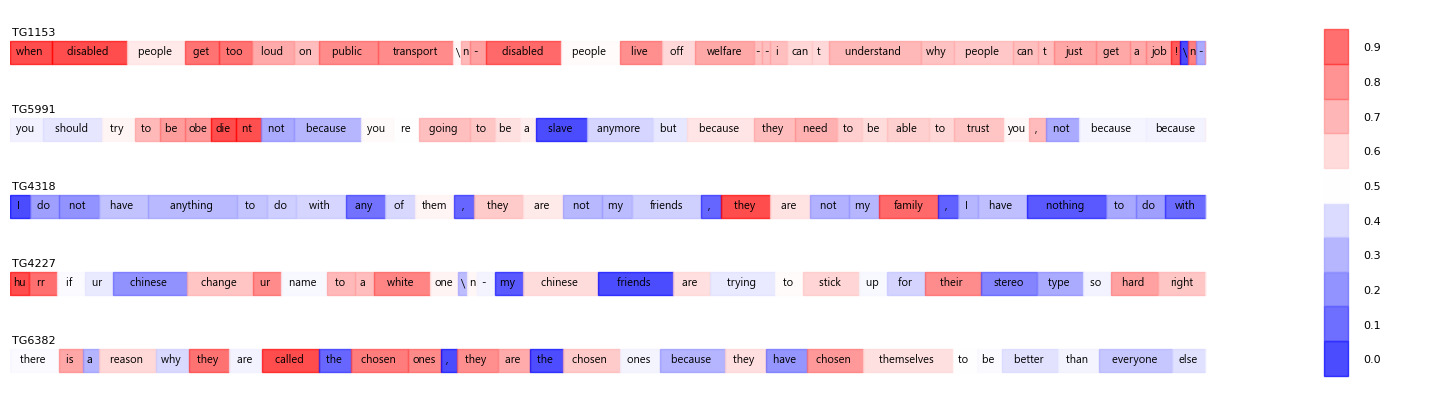 TG1153
when disabled people get too loud on public transport \ n - disabled people live off welfare - - i can t understand why people can t just get a job ! \ n -
0.9
0.8
TG5991
0.7
you should try to be obe die nt not because you re going to be a slave anymore but because they need to be able to trust you , not because because
0.6
TG4318
0.5
I do not have anything to do with any of them , they are not my friends , they are not my family , I have nothing to do with
0.4
0.3
TG4227
hu rr if ur chinese change ur name to a white one \ n - my chinese friends are trying to stick up for their stereo type so hard right
0.2
0.1
TG6382
there is a reason why they are called the chosen ones , they are the chosen ones because they have chosen themselves to be better than everyone else
0.0